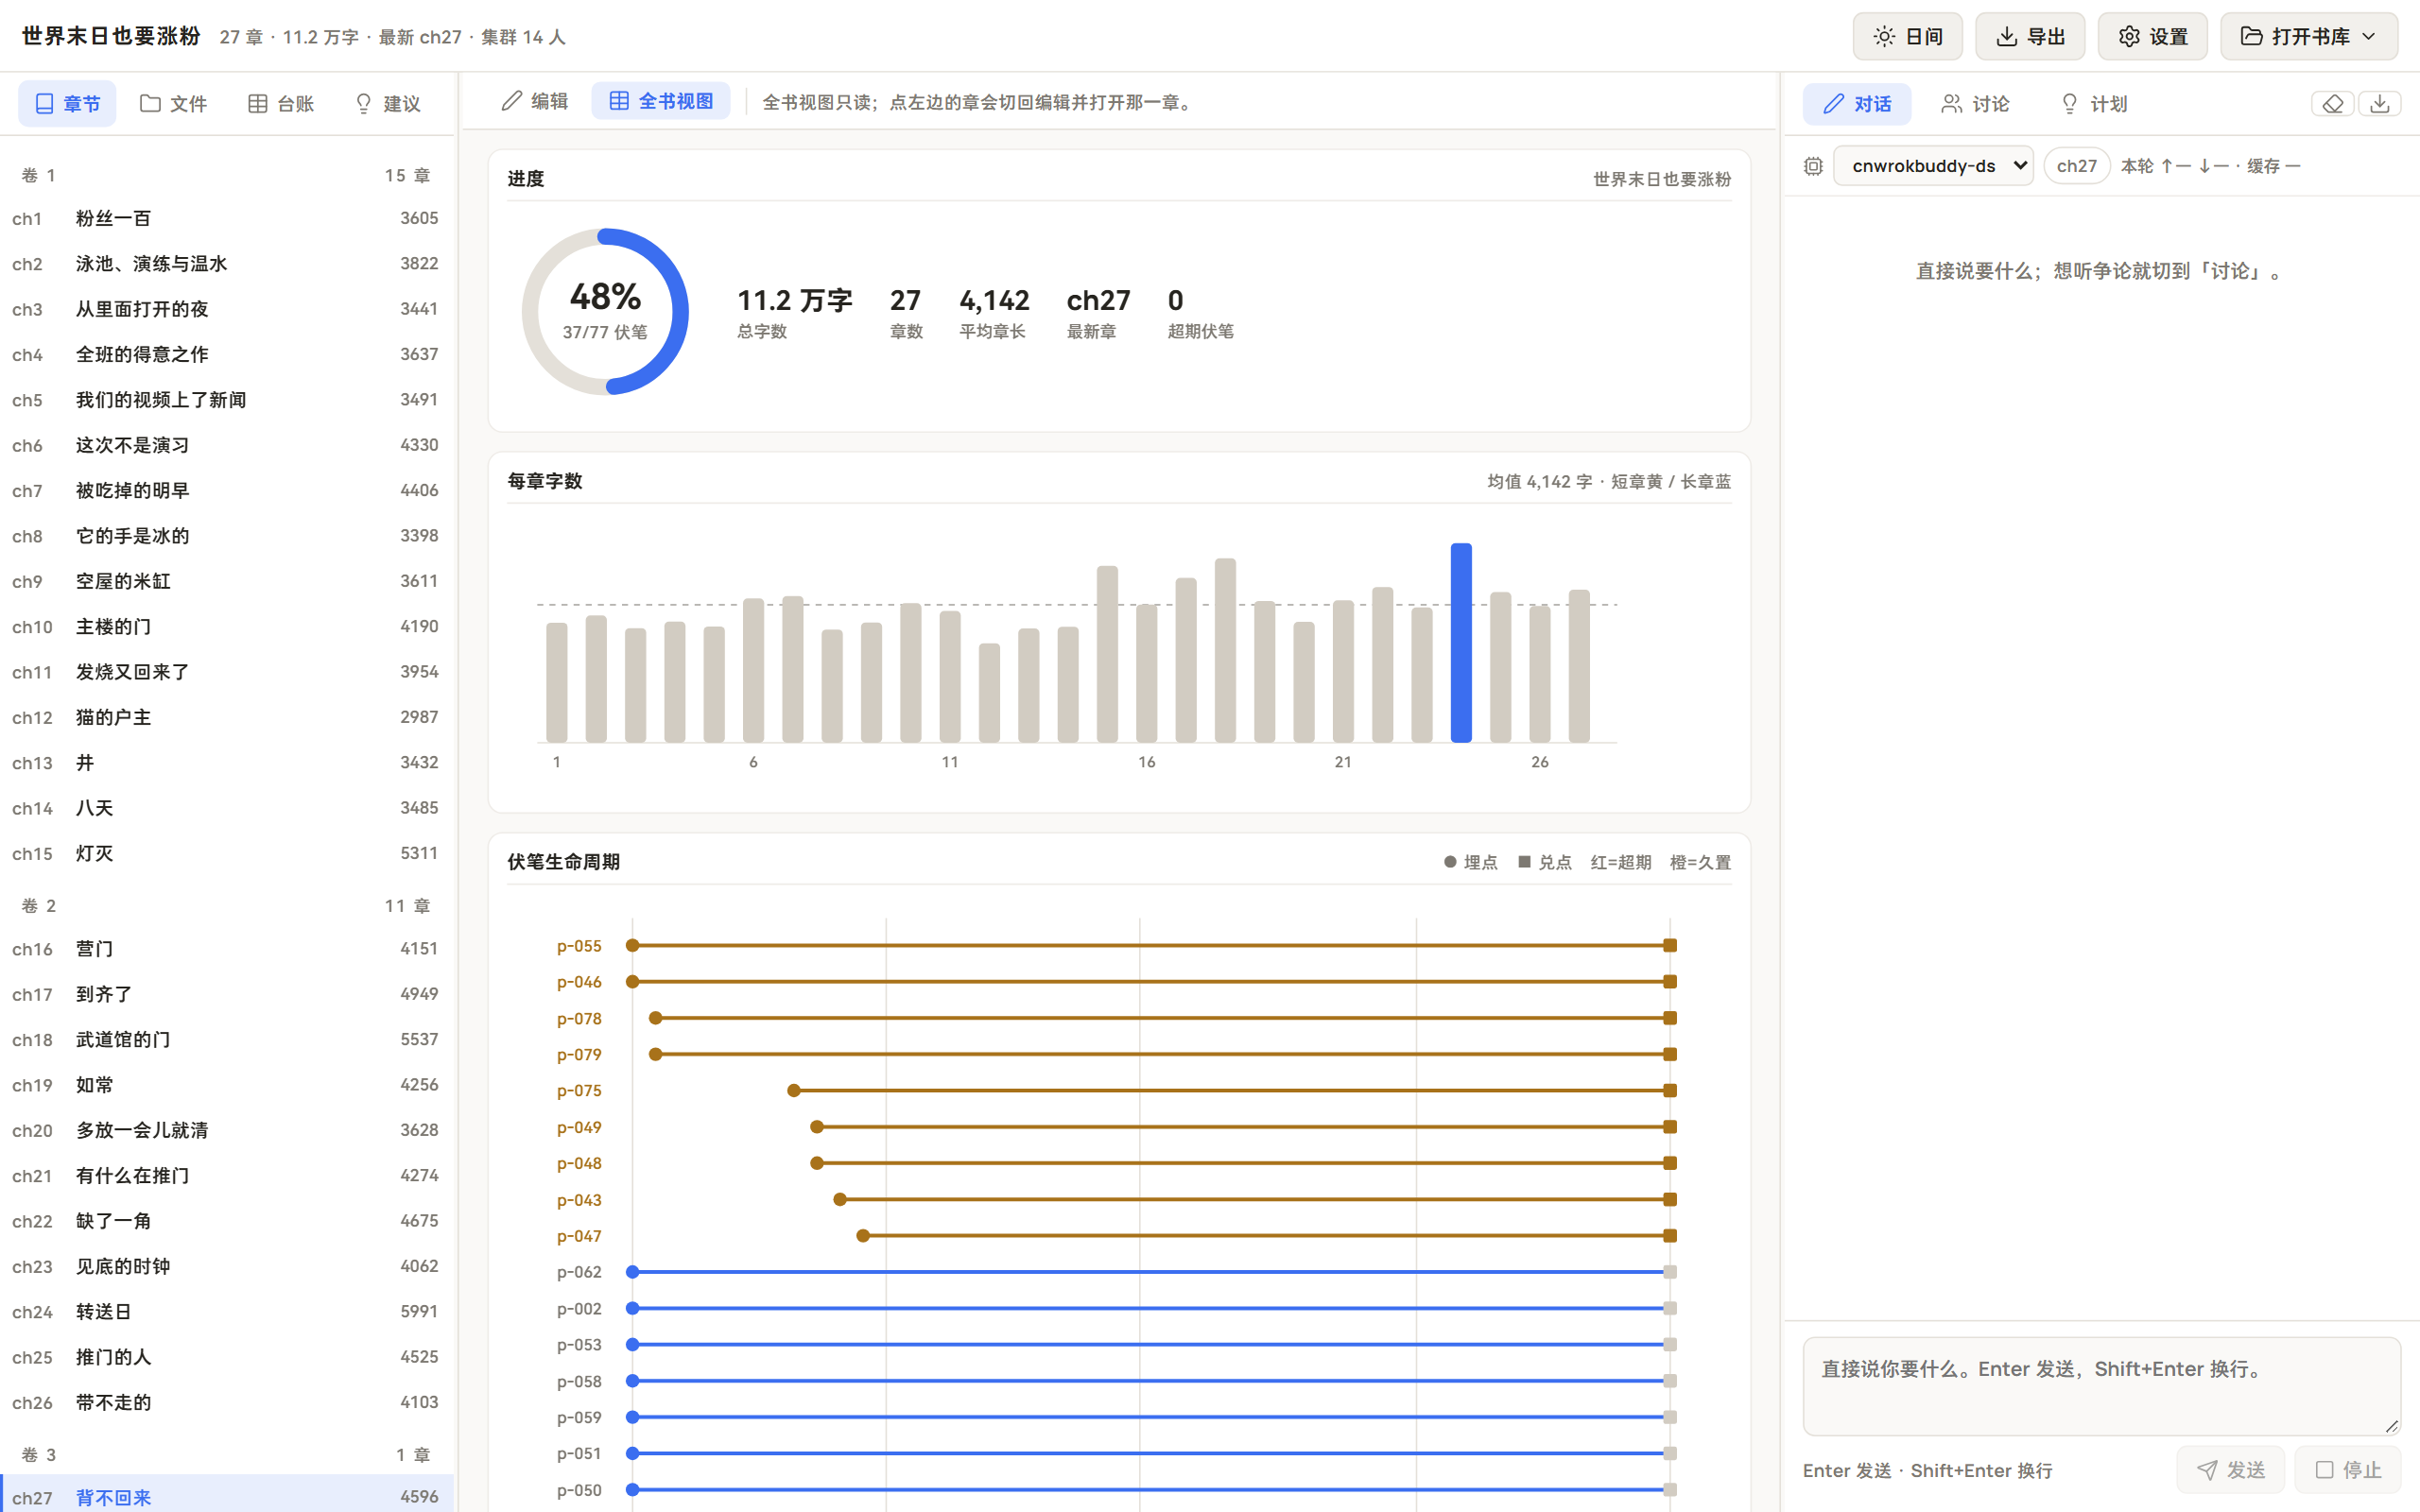 世界末日也要涨粉 27 章 · 11.2 万字 · 最新 ch27 · 集群 14 人
日间 导出 设置 打开书库
章节 文件 台账 建议
卷 1 15 章
ch1 粉丝一百 3605
ch2 泳池、演练与温水 3822
ch3 从里面打开的夜 3441
ch4 全班的得意之作 3637
ch5 我们的视频上了新闻 3491
ch6 这次不是演习 4330
ch7 被吃掉的明早 4406
ch8 它的手是冰的 3398
ch9 空屋的米缸 3611
ch10 主楼的门 4190
ch11 发烧又回来了 3954
ch12 猫的户主 2987
ch13 井 3432
ch14 八天 3485
ch15 灯灭 5311
卷 2 11 章
ch16 营门 4151
ch17 到齐了 4949
ch18 武道馆的门 5537
ch19 如常 4256
ch20 多放一会儿就清 3628
ch21 有什么在推门 4274
ch22 缺了一角 4675
ch23 见底的时钟 4062
ch24 转送日 5991
ch25 推门的人 4525
ch26 带不走的 4103
卷 3 1 章
ch27 背不回来 4596
编辑 全书视图 全书视图只读；点左边的章会切回编辑并打开那一章。
进度 世界末日也要涨粉
48%
37/77 伏笔
11.2 万字 27 4,142 ch27 0
总字数 章数 平均章长 最新章 超期伏笔
每章字数 均值 4,142 字 · 短章黄 / 长章蓝
1 6 11 16 21 26
伏笔生命周期 埋点 兑点 红=超期 橙=久置
p-055
p-046
p-078
p-079
p-075
p-049
p-048
p-043
p-047
p-062
p-002
p-053
p-058
p-059
p-051
p-050
对话 讨论 计划
cnwrokbuddy-ds ch27 本轮 ↑— ↓— · 缓存 —
直接说要什么；想听争论就切到「讨论」。
直接说你要什么。Enter 发送，Shift+Enter 换行。
Enter 发送 · Shift+Enter 换行 发送 停止